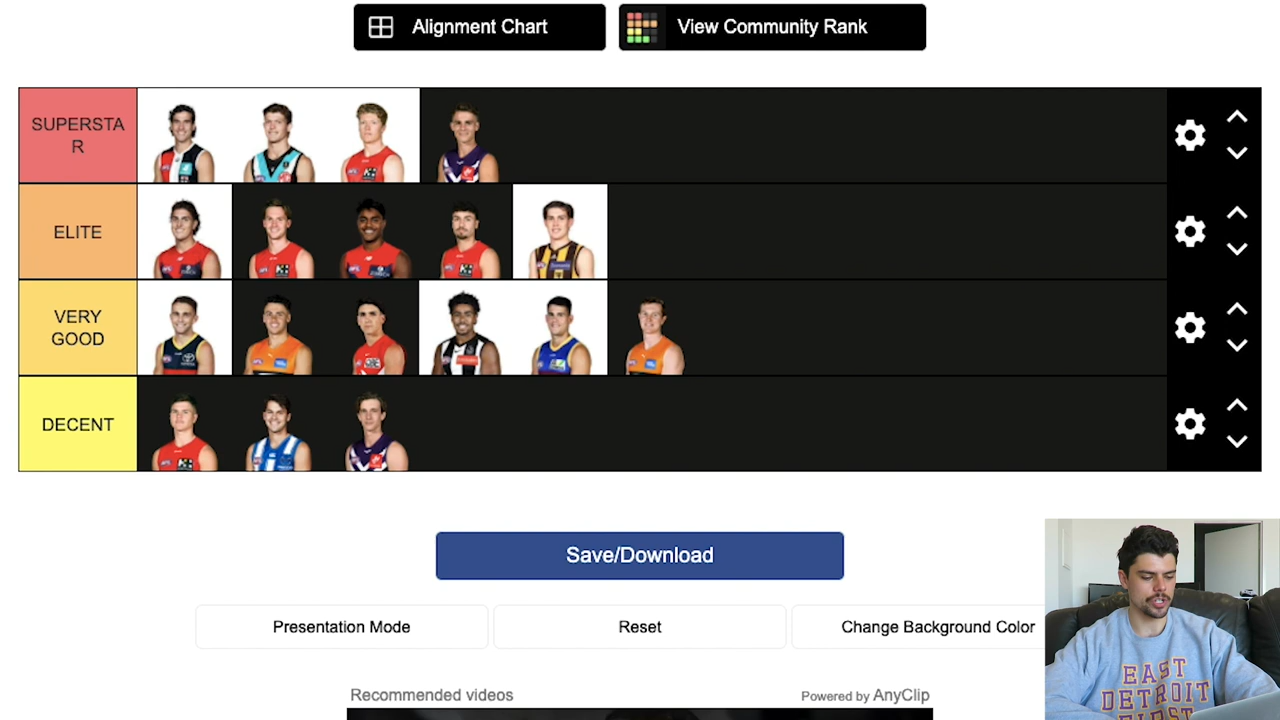 Alignment Chart
View Community Rank
SUPERSTA
R
ELITE
VERY
GOOD
DECENT
Save/Download
Presentation Mode
Reset
Change Background Color
EAST
DETROIT
FIRST
Recommended videos
Powered by AnyClip